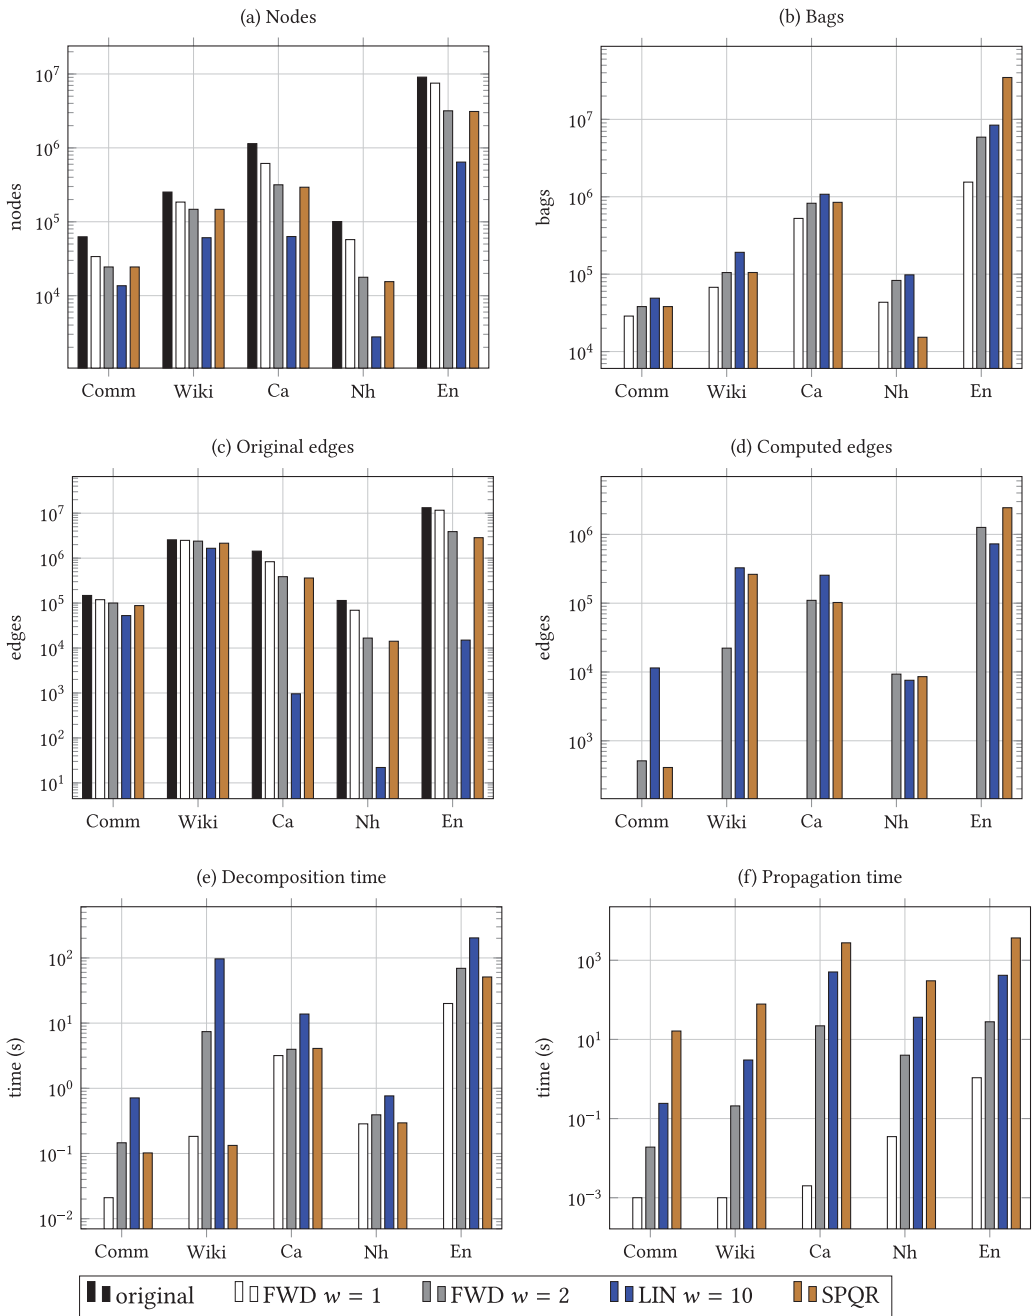 (a) Nodes
(b) Bags
nodes
10^7
10^6
10^5
10^4
Comm Wiki Ca Nh En
bags
10^7
10^6
10^5
10^4
Comm Wiki Ca Nh En
(c) Original edges
(d) Computed edges
edges
10^7
10^6
10^5
10^4
10^3
10^2
10^1
Comm Wiki Ca Nh En
edges
10^6
10^5
10^4
10^3
Comm Wiki Ca Nh En
(e) Decomposition time
(f) Propagation time
time (s)
10^2
10^1
10^0
10^−1
10^−2
Comm Wiki Ca Nh En
time (s)
10^3
10^1
10^−1
10^−3
Comm Wiki Ca Nh En
original FWD w = 1 FWD w = 2 LIN w = 10 SPQR